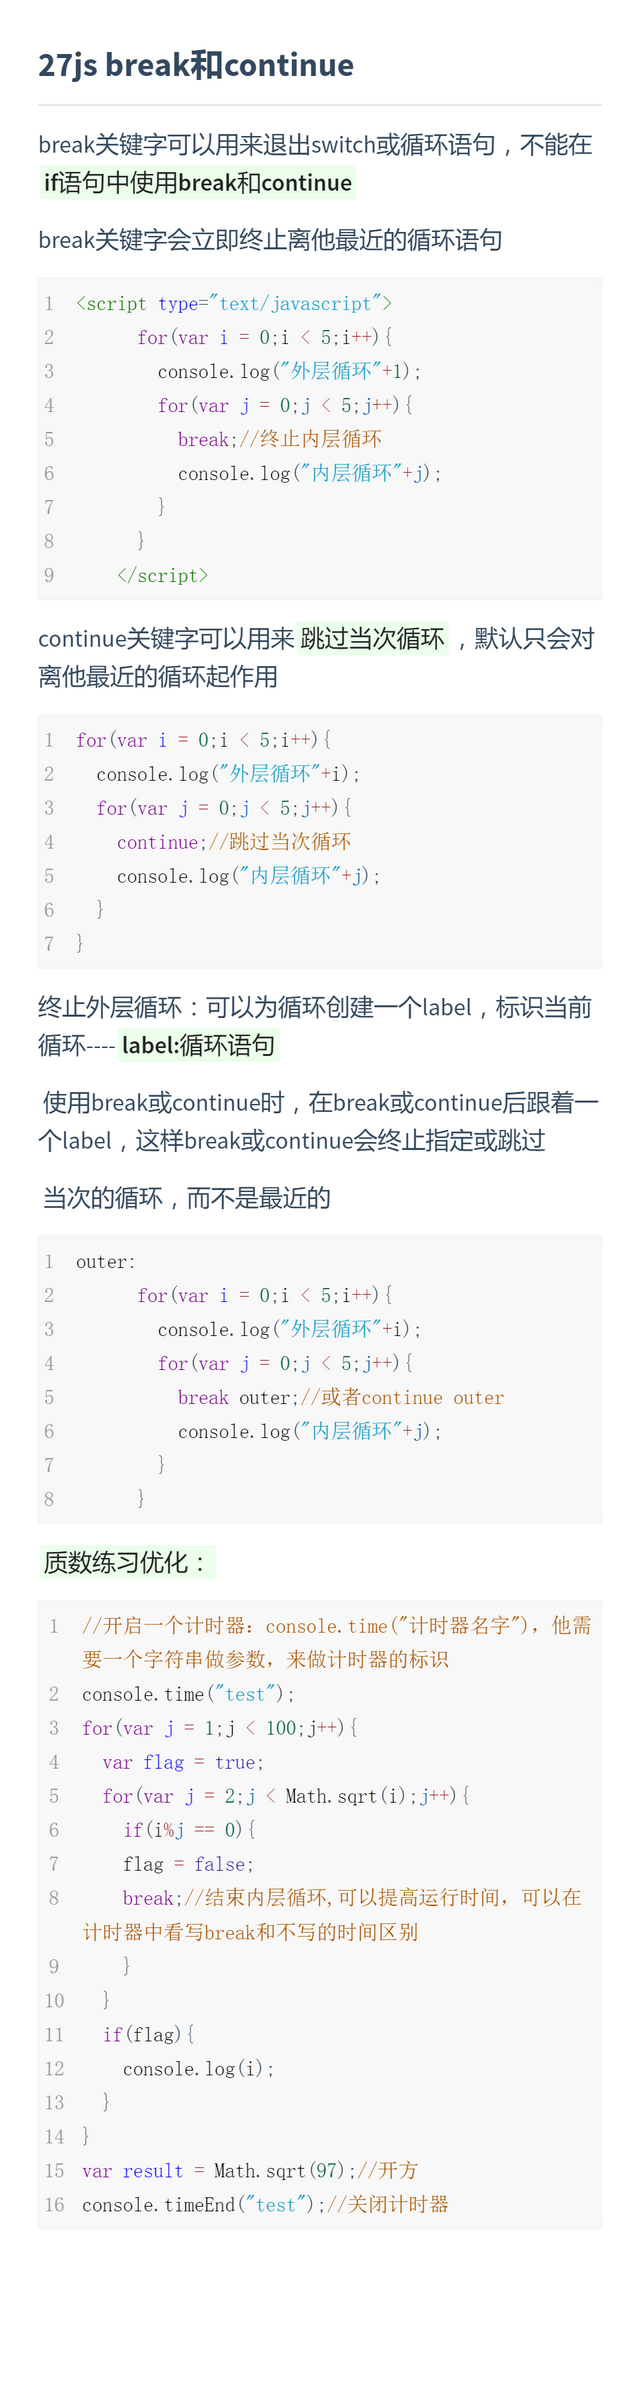 27js break和continue
break关键字可以用来退出switch或循环语句，不能在
if语句中使用break和continue
break关键字会立即终止离他最近的循环语句
1 <script type="text/javascript">
2 for(var i = 0;i < 5;i++){
3 console.log("外层循环"+1);
4 for(var j = 0;j < 5;j++){
5 break;//终止内层循环
6 console.log("内层循环"+j);
7 }
8 }
9 </script>
continue关键字可以用来 跳过当次循环 ，默认只会对
离他最近的循环起作用
1 for(var i = 0;i < 5;i++){
2 console.log("外层循环"+i);
3 for(var j = 0;j < 5;j++){
4 continue;//跳过当次循环
5 console.log("内层循环"+j);
6 }
7 }
终止外层循环：可以为循环创建一个label，标识当前
循环---- label:循环语句
使用break或continue时，在break或continue后跟着一
个label，这样break或continue会终止指定或跳过
当次的循环，而不是最近的
1 outer:
2 for(var i = 0;i < 5;i++){
3 console.log("外层循环"+i);
4 for(var j = 0;j < 5;j++){
5 break outer;//或者continue outer
6 console.log("内层循环"+j);
7 }
8 }
质数练习优化：
1 //开启一个计时器：console.time("计时器名字")，他需
要一个字符串做参数，来做计时器的标识
2 console.time("test");
3 for(var j = 1;j < 100;j++){
4 var flag = true;
5 for(var j = 2;j < Math.sqrt(i);j++){
6 if(i%j == 0){
7 flag = false;
8 break;//结束内层循环,可以提高运行时间，可以在
计时器中看写break和不写的时间区别
9 }
10 }
11 if(flag){
12 console.log(i);
13 }
14 }
15 var result = Math.sqrt(97);//开方
16 console.timeEnd("test");//关闭计时器